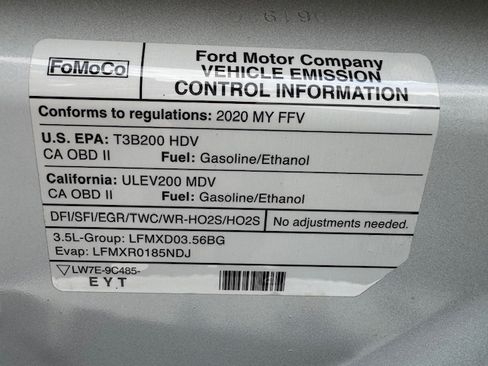 FoMoCo
Ford Motor Company
VEHICLE EMISSION
CONTROL INFORMATION
Conforms to regulations: 2020 MY FFV
U.S. EPA: T3B200 HDV
CA OBD II Fuel: Gasoline/Ethanol
California: ULEV200 MDV
CA OBD II Fuel: Gasoline/Ethanol
DFI/SFI/EGR/TWC/WR-HO2S/HO2S No adjustments needed.
3.5L-Group: LFMXD03.56BG
Evap: LFMXR0185NDJ
LW7E-9C485-
E Y T